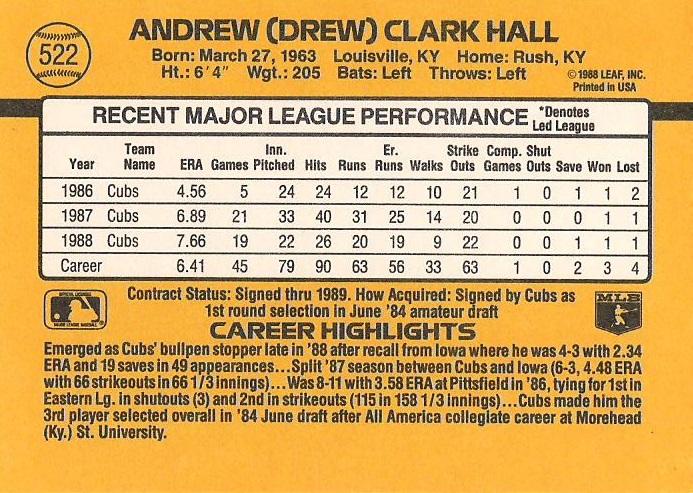 522
ANDREW (DREW) CLARK HALL
Born: March 27, 1963 Louisville, KY Home: Rush, KY
Ht.: 6'4" Wgt.: 205 Bats: Left Throws: Left
©1988 LEAF, INC.
Printed in USA
RECENT MAJOR LEAGUE PERFORMANCE *Denotes
Led League
Team Inn. Er. Strike Comp. Shut
Year Name ERA Games Pitched Hits Runs Runs Walks Outs Games Outs Save Won Lost
1986 Cubs 4.56 5 24 24 12 12 10 21 1 0 1 1 2
1987 Cubs 6.89 21 33 40 31 25 14 20 0 0 0 1 1
1988 Cubs 7.66 19 22 26 20 19 9 22 0 0 1 1 1
Career 6.41 45 79 90 63 56 33 63 1 0 2 3 4
Contract Status: Signed thru 1989. How Acquired: Signed by Cubs as
1st round selection in June '84 amateur draft
MLB
CAREER HIGHLIGHTS
Emerged as Cubs' bullpen stopper late in '88 after recall from Iowa where he was 4-3 with 2.34
ERA and 19 saves in 49 appearances...Split '87 season between Cubs and Iowa (6-3, 4.48 ERA
with 66 strikeouts in 66 1/3 innings)...Was 8-11 with 3.58 ERA at Pittsfield in '86, tying for 1st in
Eastern Lg. in shutouts (3) and 2nd in strikeouts (115 in 158 1/3 innings)...Cubs made him the
3rd player selected overall in '84 June draft after All America collegiate career at Morehead
(Ky.) St. University.